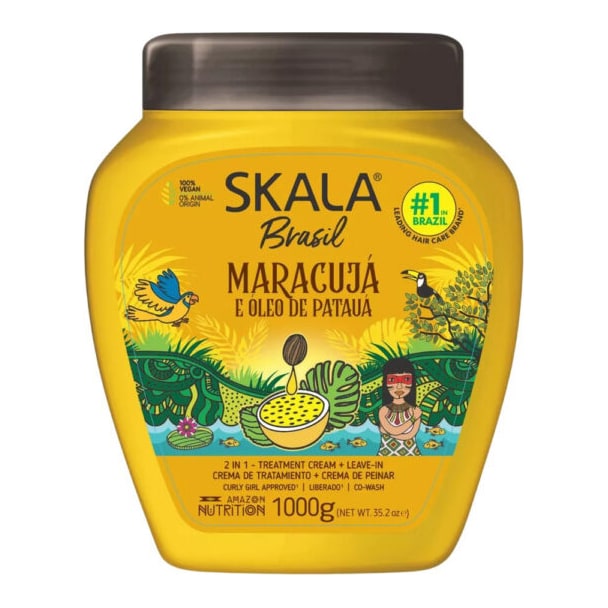 100%
VEGAN
0% ANIMAL
ORIGIN
SKALA®
Brasil
#1 IN
BRAZIL
LEADING HAIR CARE BRAND
MARACUJÁ
E ÓLEO DE PATAUÁ
2 IN 1 - TREATMENT CREAM + LEAVE-IN
CREMA DE TRATAMIENTO + CREMA DE PEINAR
CURLY GIRL APPROVED | LIBERADO | CO-WASH
AMAZON
NUTRITION
1000g (NET WT. 35.2 oz℮)